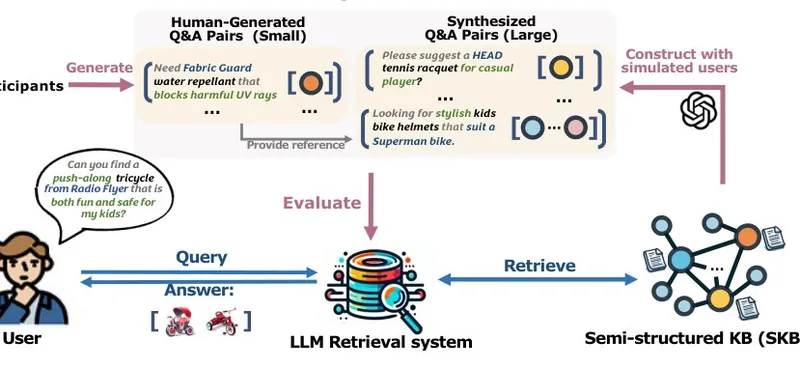 Human-Generated
Q&A Pairs (Small)
Synthesized
Q&A Pairs (Large)
Generate
ticipants
Need Fabric Guard
water repellant that
blocks harmful UV rays
[ ]
...
...
Please suggest a HEAD
tennis racquet for casual
player?
[ ]
...
...
Looking for stylish kids
bike helmets that suit a
Superman bike.
[ ... ]
Provide reference
Construct with
simulated users
Can you find a
push-along tricycle
from Radio Flyer that is
both fun and safe for
my kids?
Evaluate
Query
Answer:
[ ]
Retrieve
...
User
LLM Retrieval system
Semi-structured KB (SKB